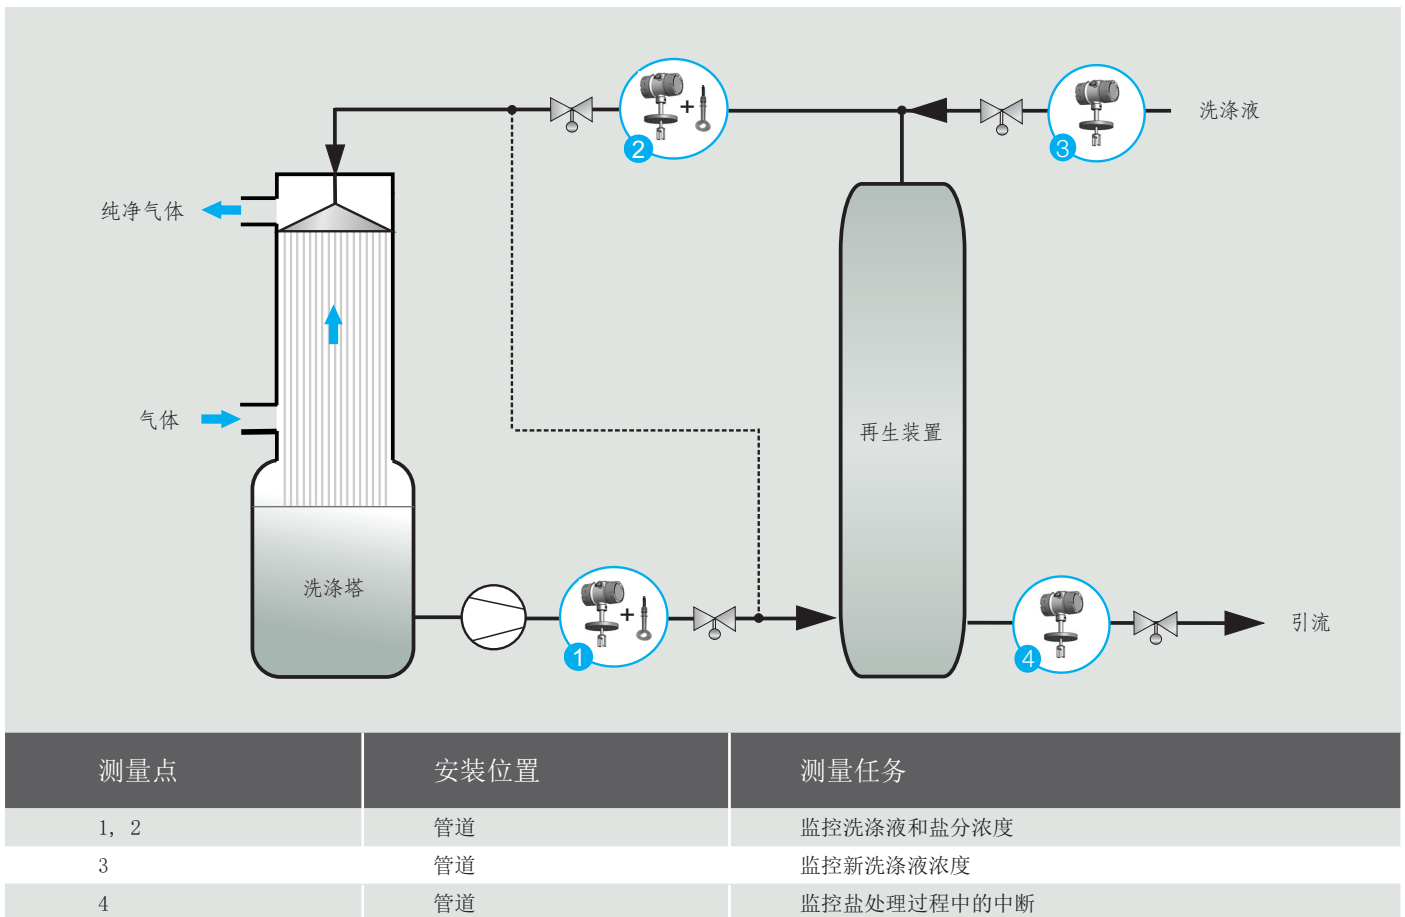 洗涤液
2
3
纯净气体
气体
再生装置
洗涤塔
1
4
引流
测量点 安装位置 测量任务
1, 2 管道 监控洗涤液和盐分浓度
3 管道 监控新洗涤液浓度
4 管道 监控盐处理过程中的中断